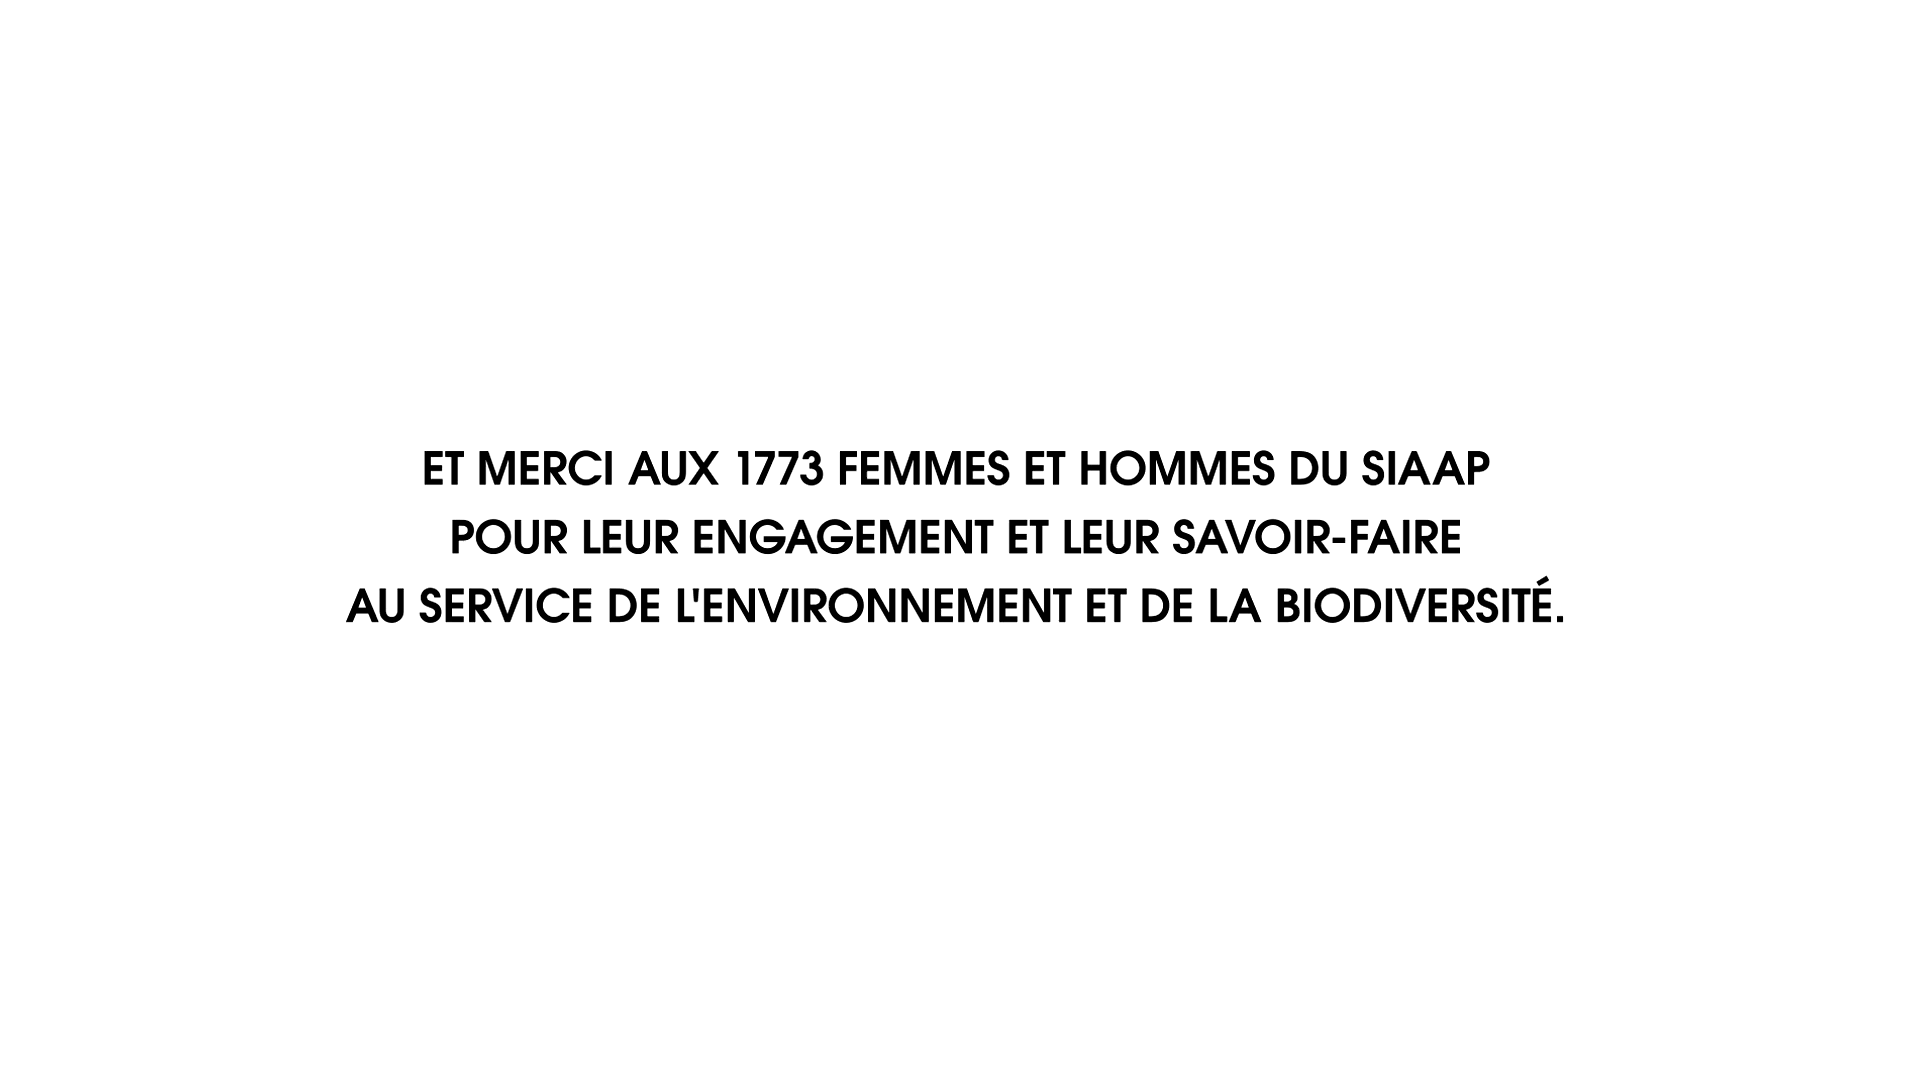 ET MERCI AUX 1773 FEMMES ET HOMMES DU SIAAP
POUR LEUR ENGAGEMENT ET LEUR SAVOIR-FAIRE
AU SERVICE DE L'ENVIRONNEMENT ET DE LA BIODIVERSITÉ.